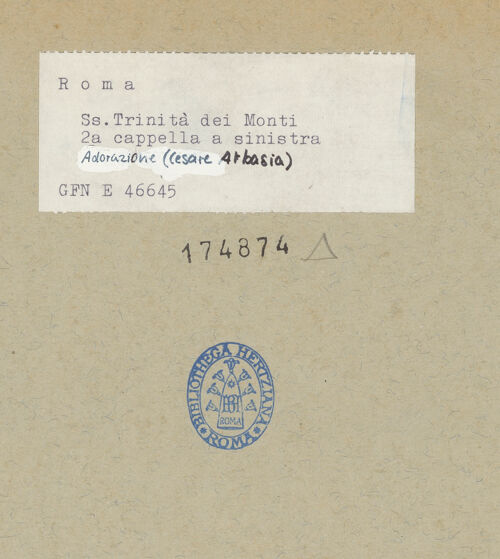 Roma
Ss.Trinità dei Monti
2a cappella a sinistra
Adorazione (Cesare Arbasia)
GFN E 46645
174874
BIBLIOTHECA HERTZIANA
ROMA
ROMA